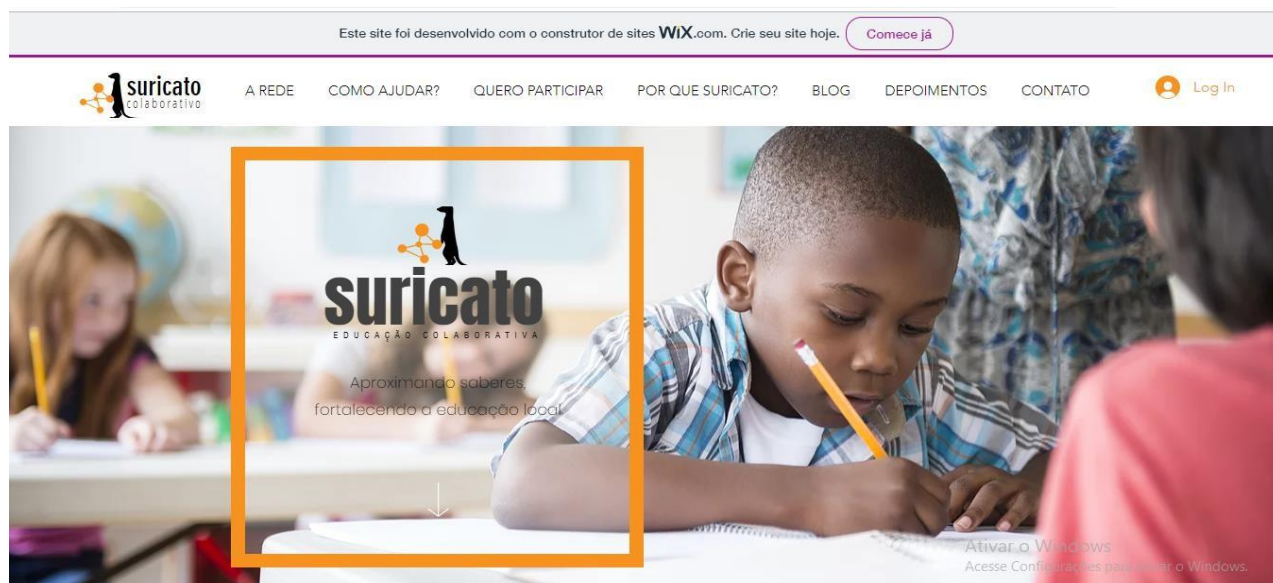 Este site foi desenvolvido com o construtor de sites WiX.com. Crie seu site hoje. Comece já
suricato
colaborativo
A REDE COMO AJUDAR? QUERO PARTICIPAR POR QUE SURICATO? BLOG DEPOIMENTOS CONTATO Log In
suricato
EDUCAÇÃO COLABORATIVA
Aproximando saberes,
fortalecendo a educação local
Ativar o Windows
Acesse Configurações para ativar o Windows.